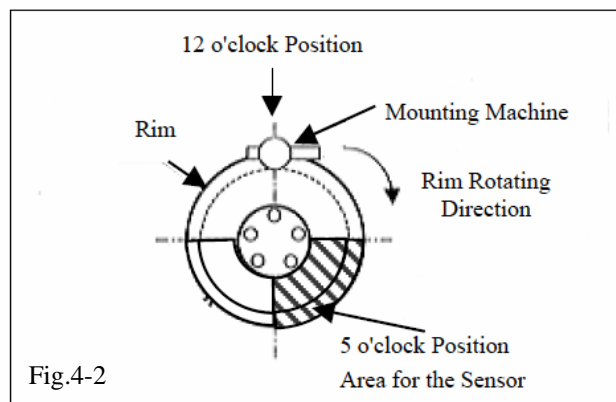 12 o'clock Position
Mounting Machine
Rim
Rim Rotating
Direction
5 o'clock Position
Area for the Sensor
Fig.4-2